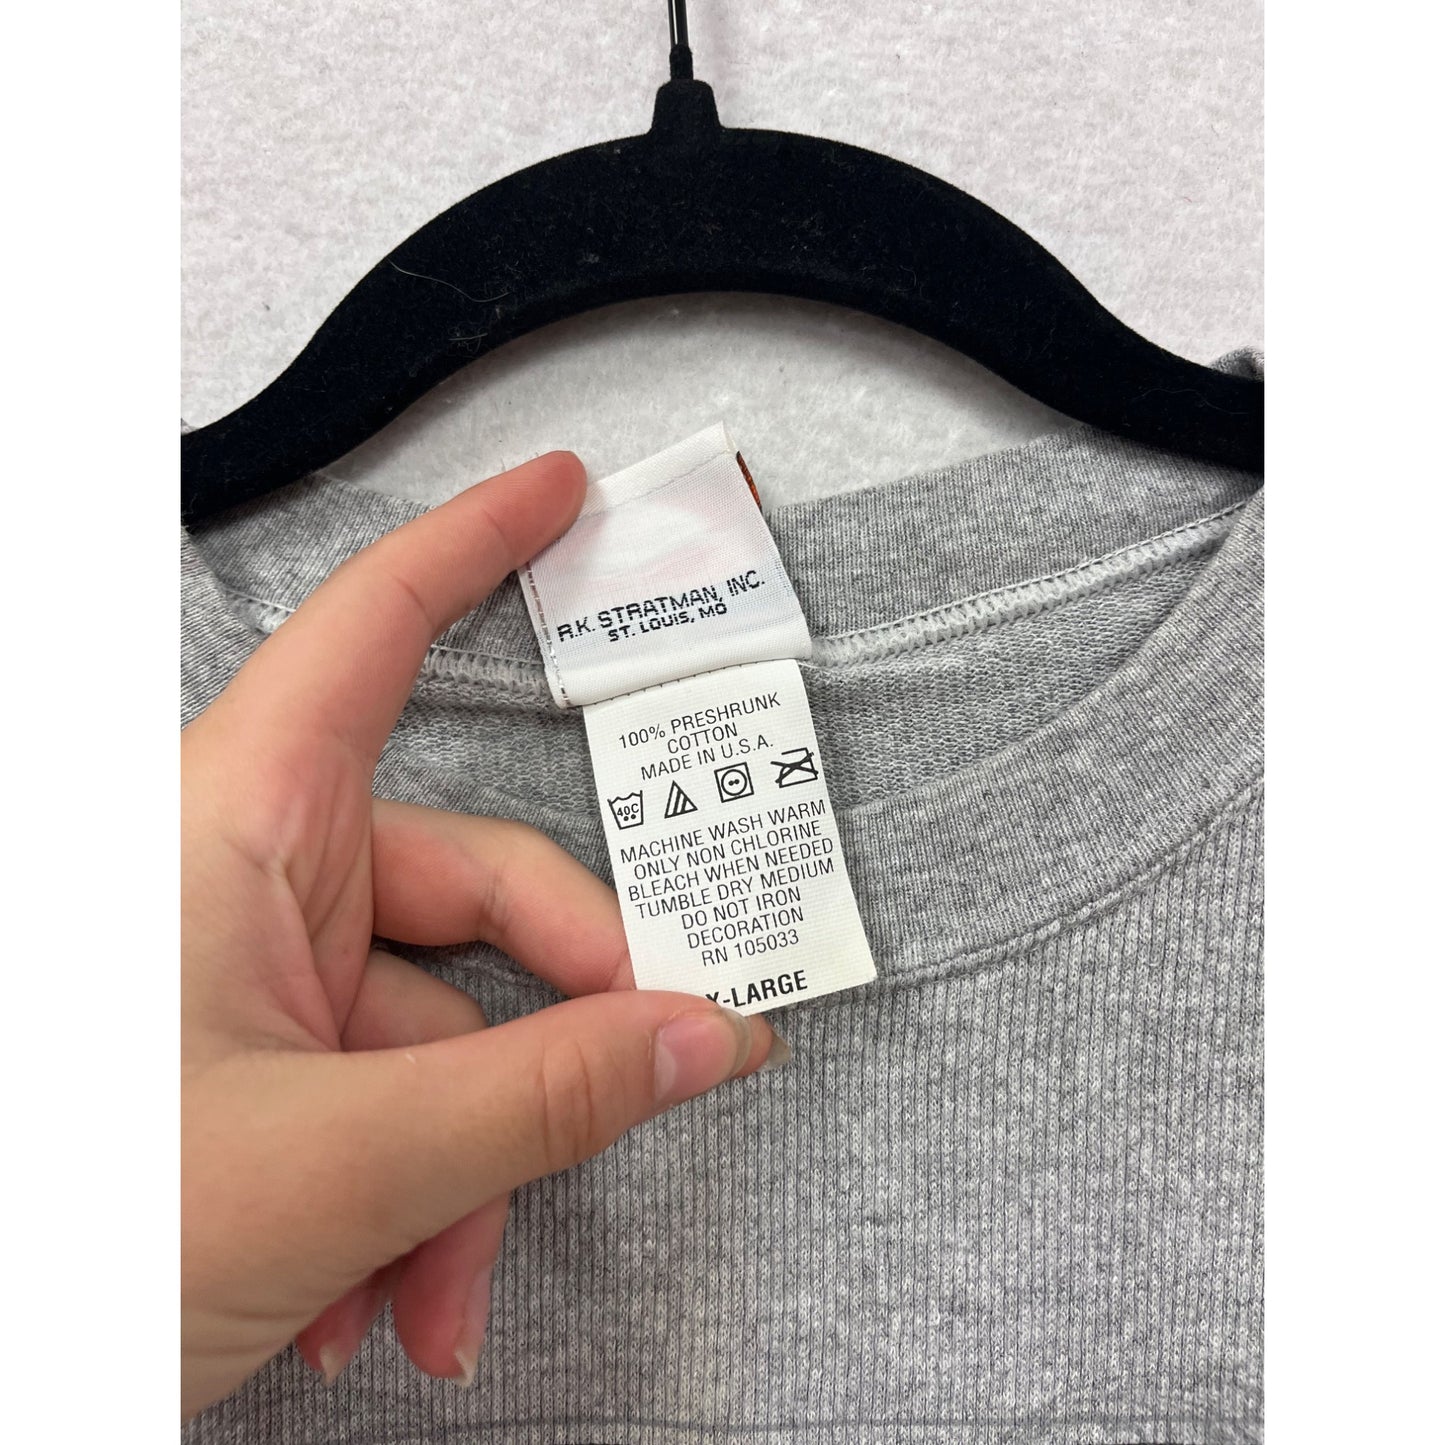 R.K. STRATMAN, INC.
ST. LOUIS, MO
100% PRESHRUNK
COTTON
MADE IN U.S.A.
40C
MACHINE WASH WARM
ONLY NON CHLORINE
BLEACH WHEN NEEDED
TUMBLE DRY MEDIUM
DO NOT IRON
DECORATION
RN 105033
X-LARGE